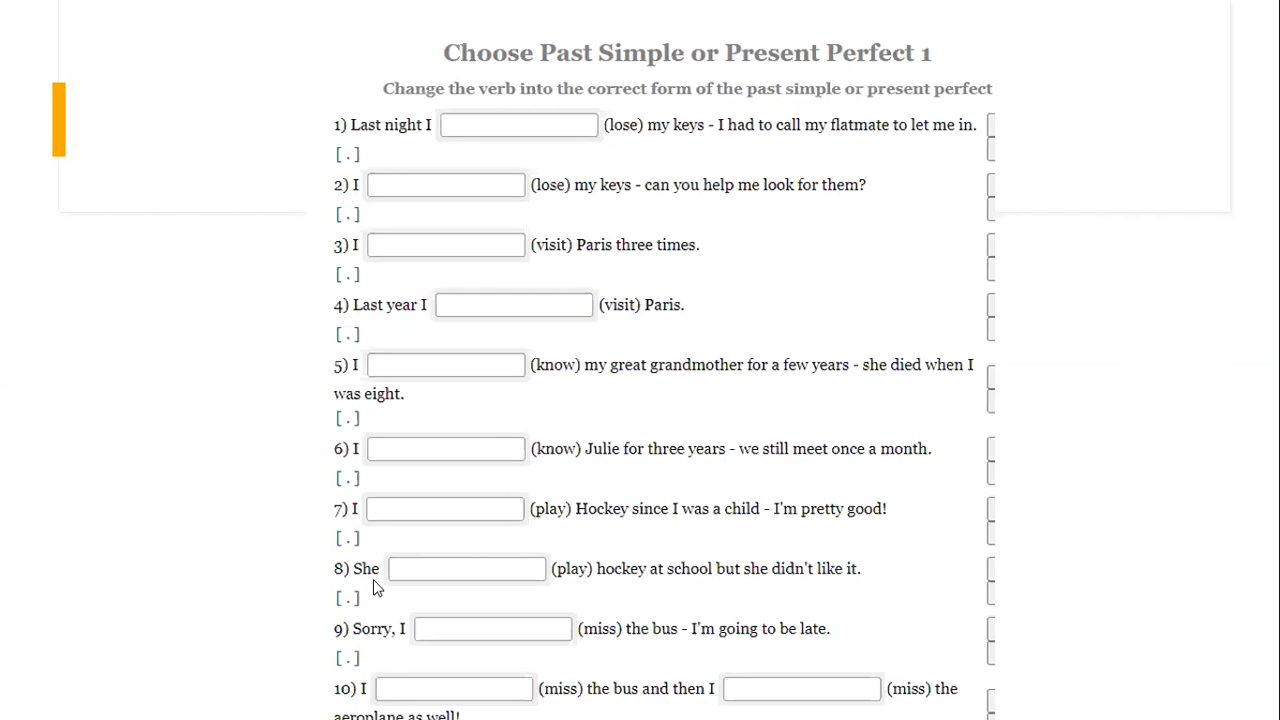 Choose Past Simple or Present Perfect 1
Change the verb into the correct form of the past simple or present perfect
1) Last night I (lose) my keys - I had to call my flatmate to let me in.
[ . ]
2) I (lose) my keys - can you help me look for them?
[ . ]
3) I (visit) Paris three times.
[ . ]
4) Last year I (visit) Paris.
[ . ]
5) I (know) my great grandmother for a few years - she died when I
was eight.
[ . ]
6) I (know) Julie for three years - we still meet once a month.
[ . ]
7) I (play) Hockey since I was a child - I'm pretty good!
[ . ]
8) She (play) hockey at school but she didn't like it.
[ . ]
9) Sorry, I (miss) the bus - I'm going to be late.
[ . ]
10) I (miss) the bus and then I (miss) the
aeroplane as well!